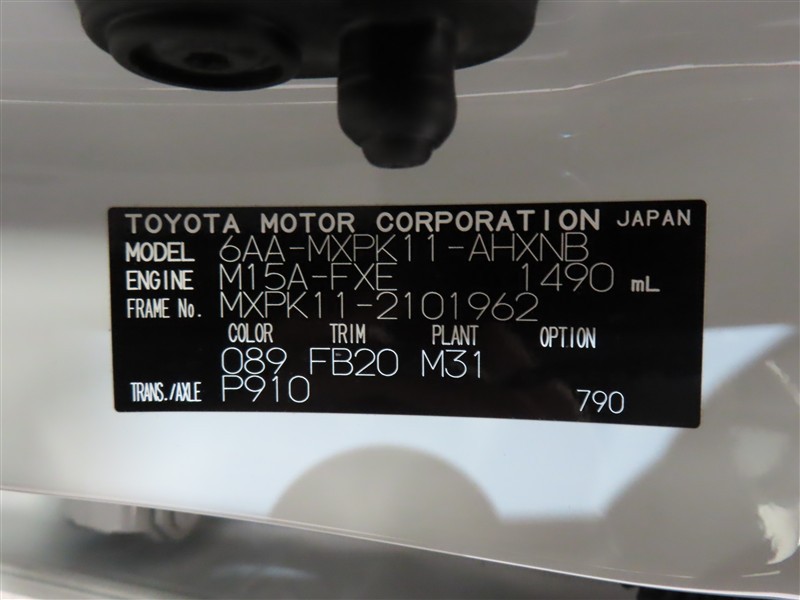 TOYOTA MOTOR CORPORATION JAPAN
MODEL 6AA-MXPK11-AHXNB
ENGINE M15A-FXE 1490 mL
FRAME No. MXPK11-2101962
COLOR TRIM PLANT OPTION
089 FB20 M31
TRANS./AXLE P910 790